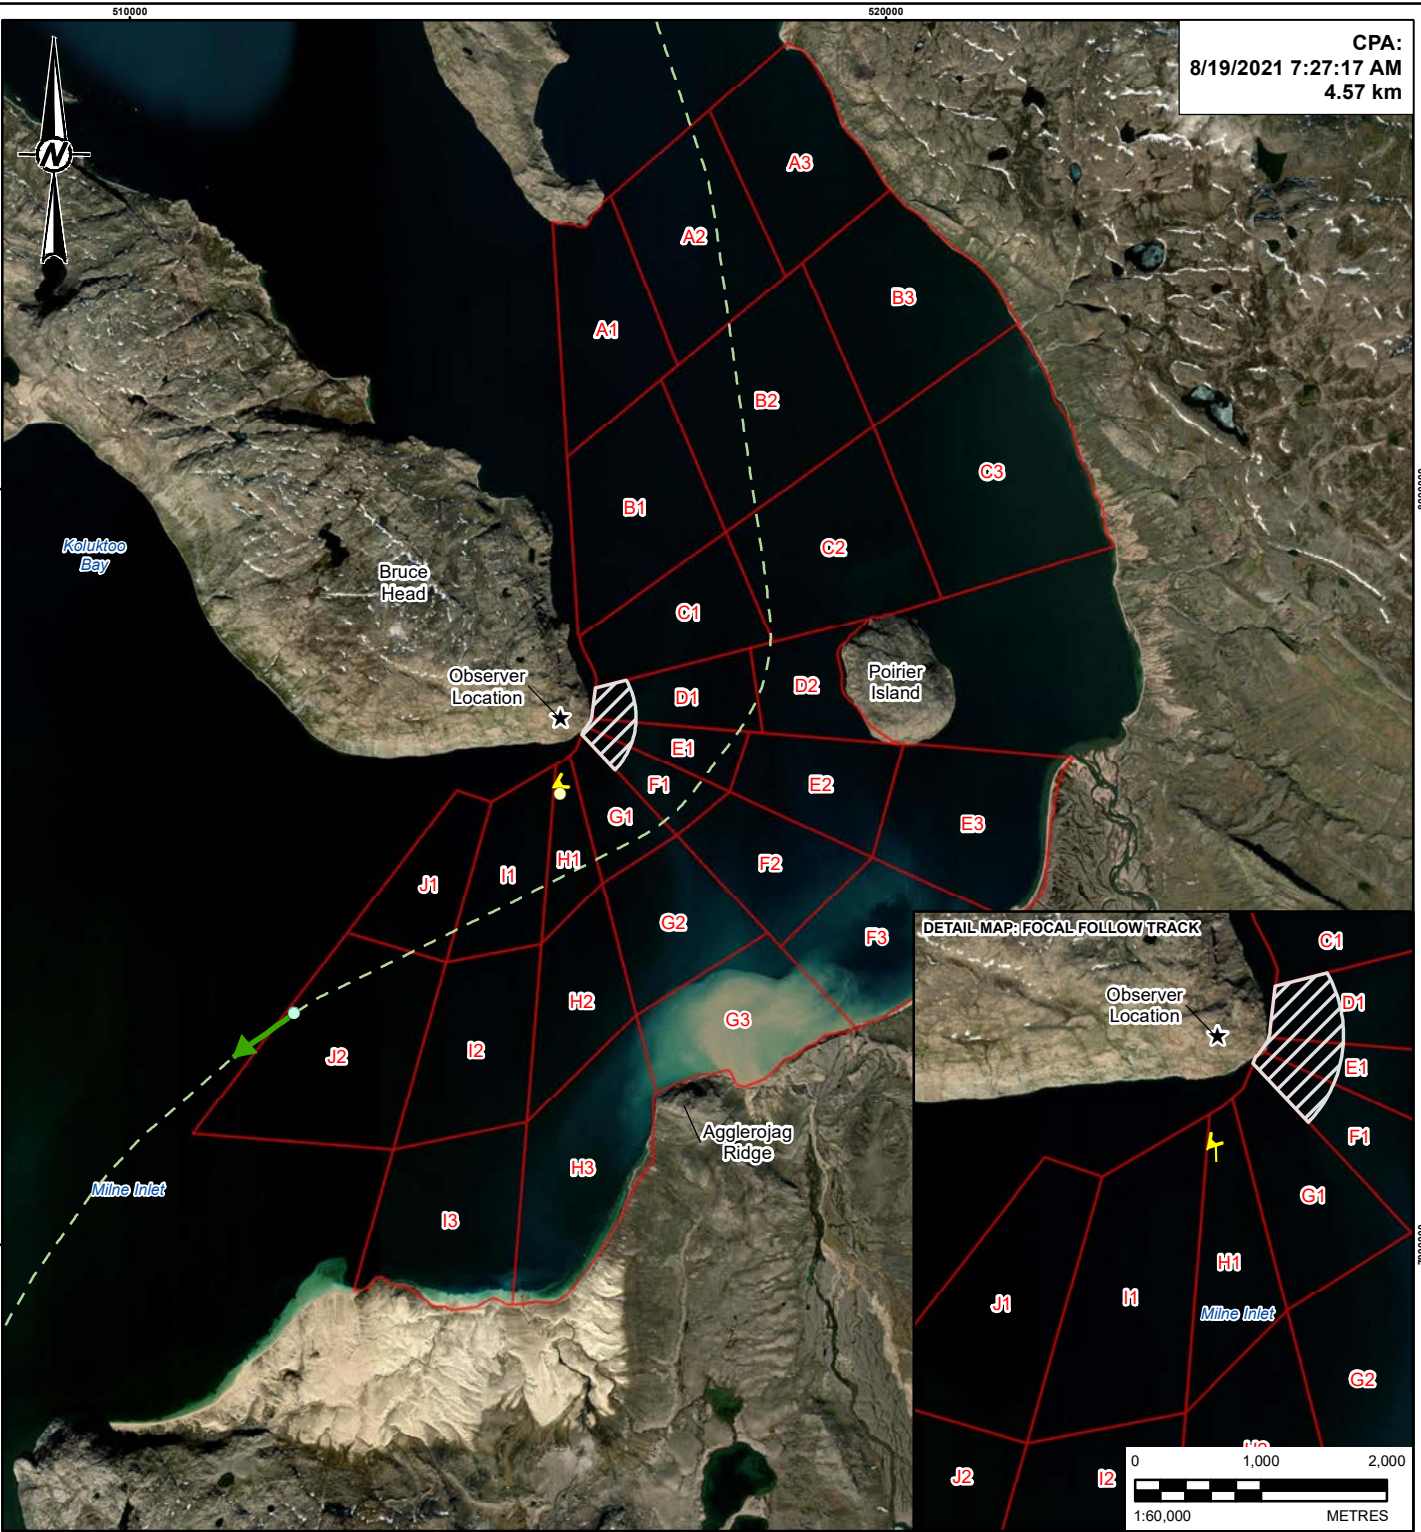 510000
520000
CPA:
8/19/2021 7:27:17 AM
4.57 km
N
A3
A2
B3
A1
B2
C3
B1
Koluktoo
Bay
C2
Bruce
Head
C1
Observer
Location
Poirier
Island
D1
D2
E1
F1
E2
G1
E3
H1
F2
I1
J1
G2
F3
H2
G3
I2
J2
Agglerojag
Ridge
H3
Milne Inlet
I3
DETAIL MAP: FOCAL FOLLOW TRACK
C1
Observer
Location
D1
E1
F1
G1
H1
I1
J1
Milne Inlet
G2
J2
I2
0 1,000 2,000
1:60,000 METRES